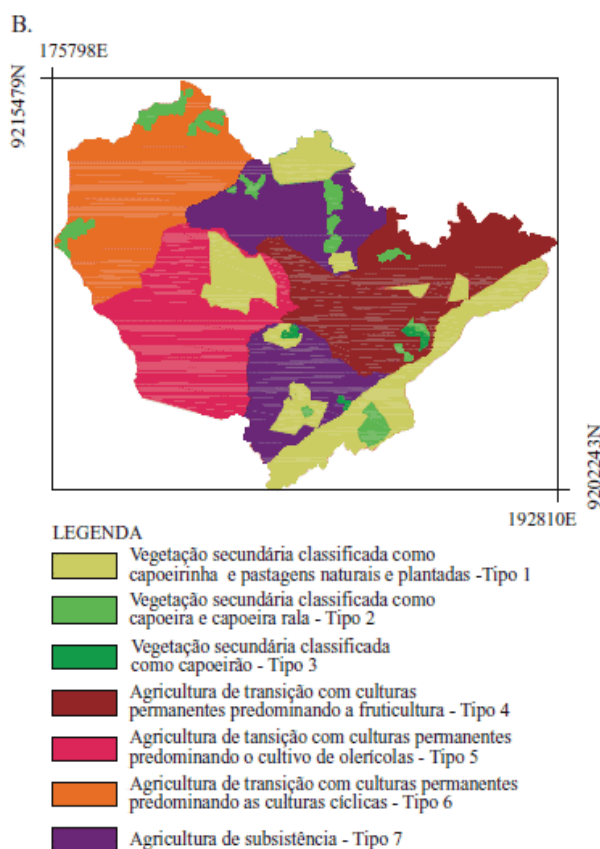 B.
175798E
9215479N
9202243N
192810E
LEGENDA
Vegetação secundária classificada como
capoeirinha e pastagens naturais e plantadas -Tipo 1
Vegetação secundária classificada como
capoeira e capoeira rala - Tipo 2
Vegetação secundária classificada
como capoeirão - Tipo 3
Agricultura de transição com culturas
permanentes predominando a fruticultura - Tipo 4
Agricultura de tansição com culturas permanentes
predominando o cultivo de olerícolas - Tipo 5
Agricultura de transição com culturas permanentes
predominando as culturas cíclicas - Tipo 6
Agricultura de subsistência - Tipo 7